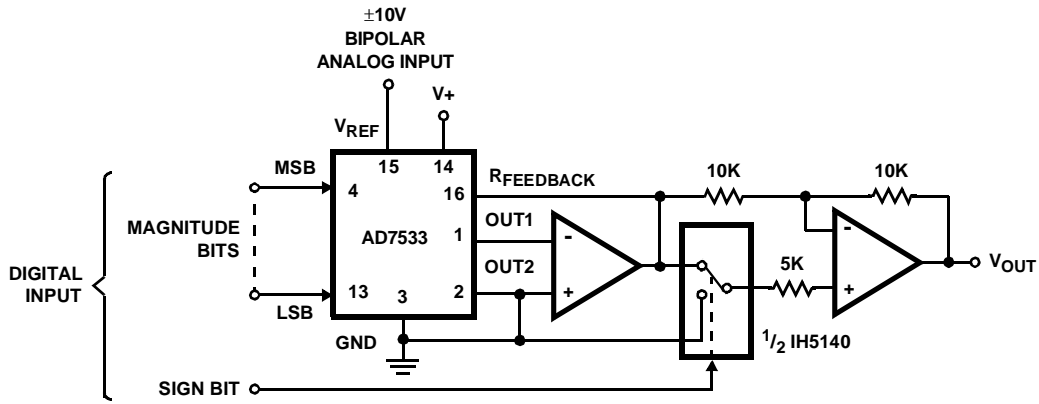 ±10V
BIPOLAR
ANALOG INPUT
V+
VREF
MSB
15
14
10K
10K
4
16
RFEEDBACK
MAGNITUDE
BITS
AD7533
1
OUT1
-
-
DIGITAL
INPUT
OUT2
5K
VOUT
LSB
13
3
2
+
+
GND
1/2 IH5140
SIGN BIT